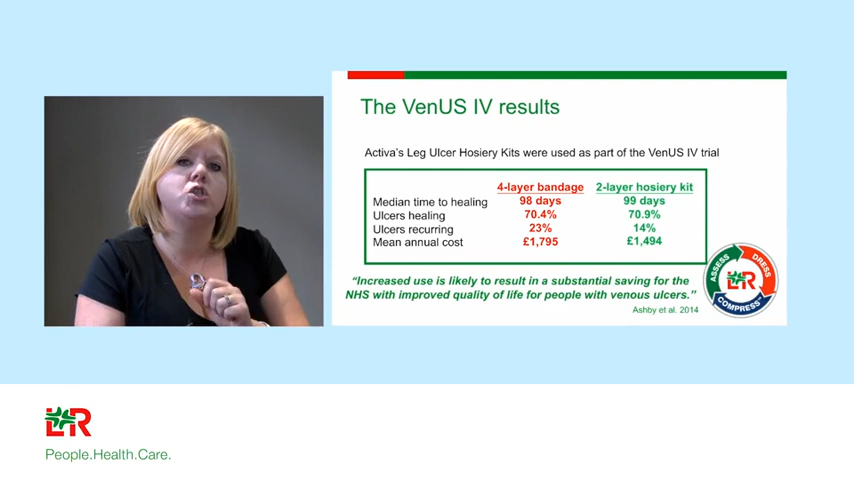 The VenUS IV results
Activa's Leg Ulcer Hosiery Kits were used as part of the VenUS IV trial
4-layer bandage 2-layer hosiery kit
Median time to healing 98 days 99 days
Ulcers healing 70.4% 70.9%
Ulcers recurring 23% 14%
Mean annual cost £1,795 £1,494
“Increased use is likely to result in a substantial saving for the
NHS with improved quality of life for people with venous ulcers.”
Ashby et al. 2014
ASSESS
DRESS
COMPRESS
L&R
L&R
People.Health.Care.